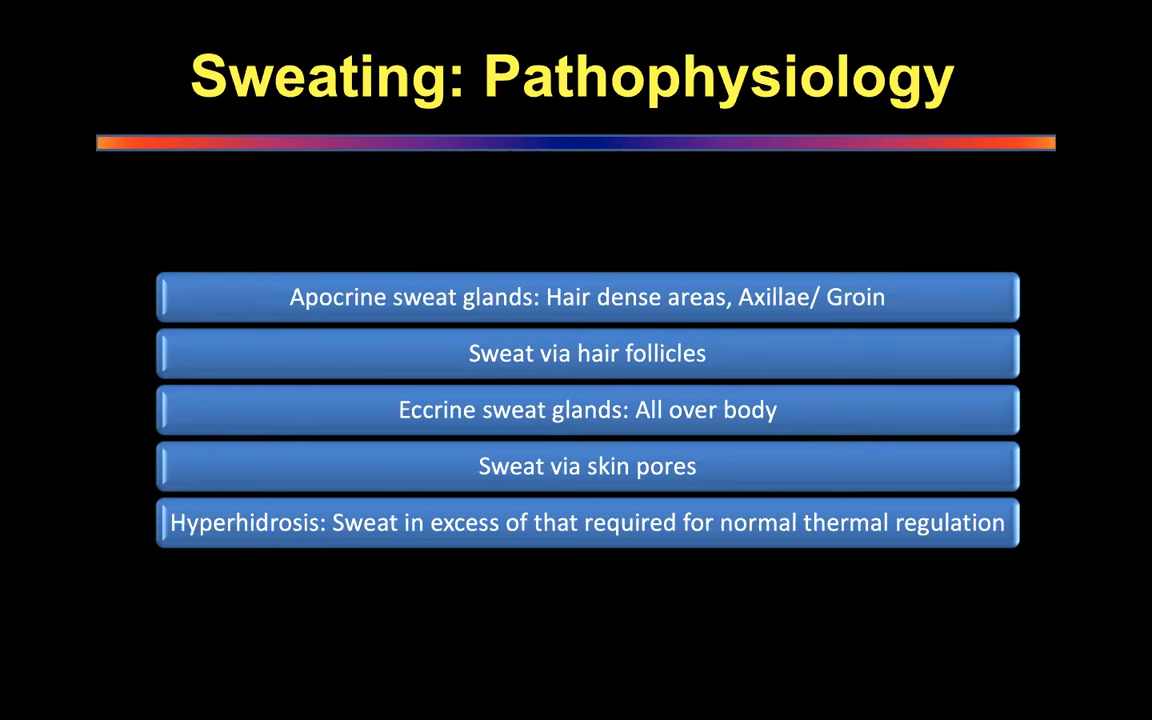 Sweating: Pathophysiology
Apocrine sweat glands: Hair dense areas, Axillae/ Groin
Sweat via hair follicles
Eccrine sweat glands: All over body
Sweat via skin pores
Hyperhidrosis: Sweat in excess of that required for normal thermal regulation